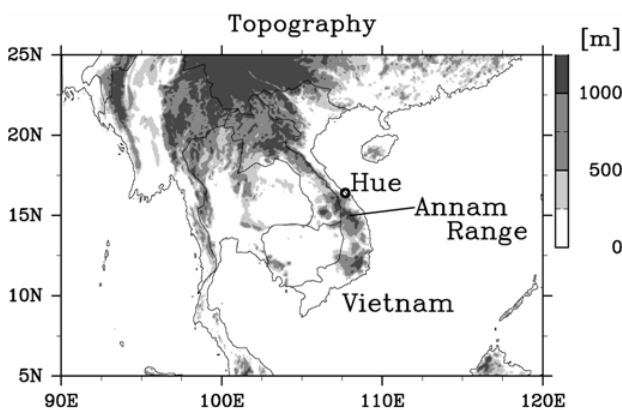 Topography
[m]
25N
1000
20N
Hue
500
15N
Annam
Range
0
10N
Vietnam
5N
90E
100E
110E
120E